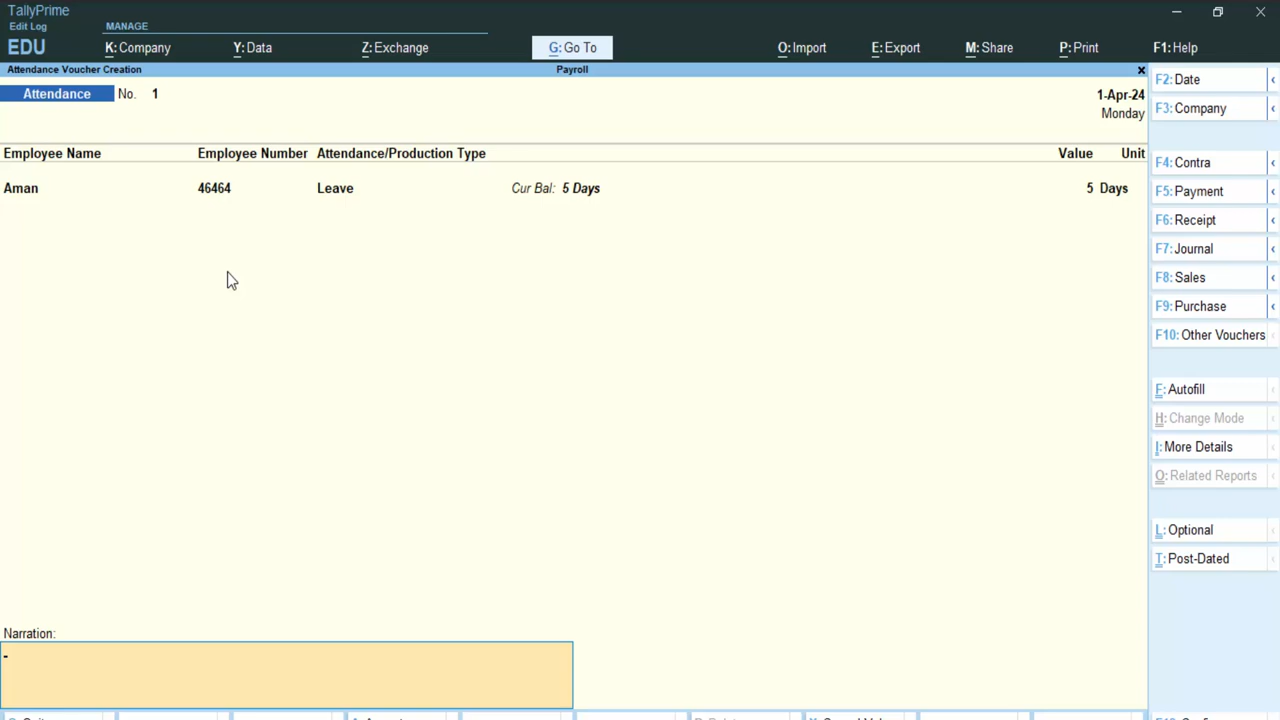 TallyPrime
Edit Log
MANAGE
EDU
K: Company
Y: Data
Z: Exchange
G: Go To
O: Import
E: Export
M: Share
P: Print
F1: Help
Attendance Voucher Creation
Payroll
x
Attendance No. 1
1-Apr-24
Monday
Employee Name Employee Number Attendance/Production Type Value Unit
Aman 46464 Leave Cur Bal: 5 Days 5 Days
Narration:
F2: Date
F3: Company
F4: Contra
F5: Payment
F6: Receipt
F7: Journal
F8: Sales
F9: Purchase
F10: Other Vouchers
F: Autofill
H: Change Mode
I: More Details
O: Related Reports
L: Optional
T: Post-Dated